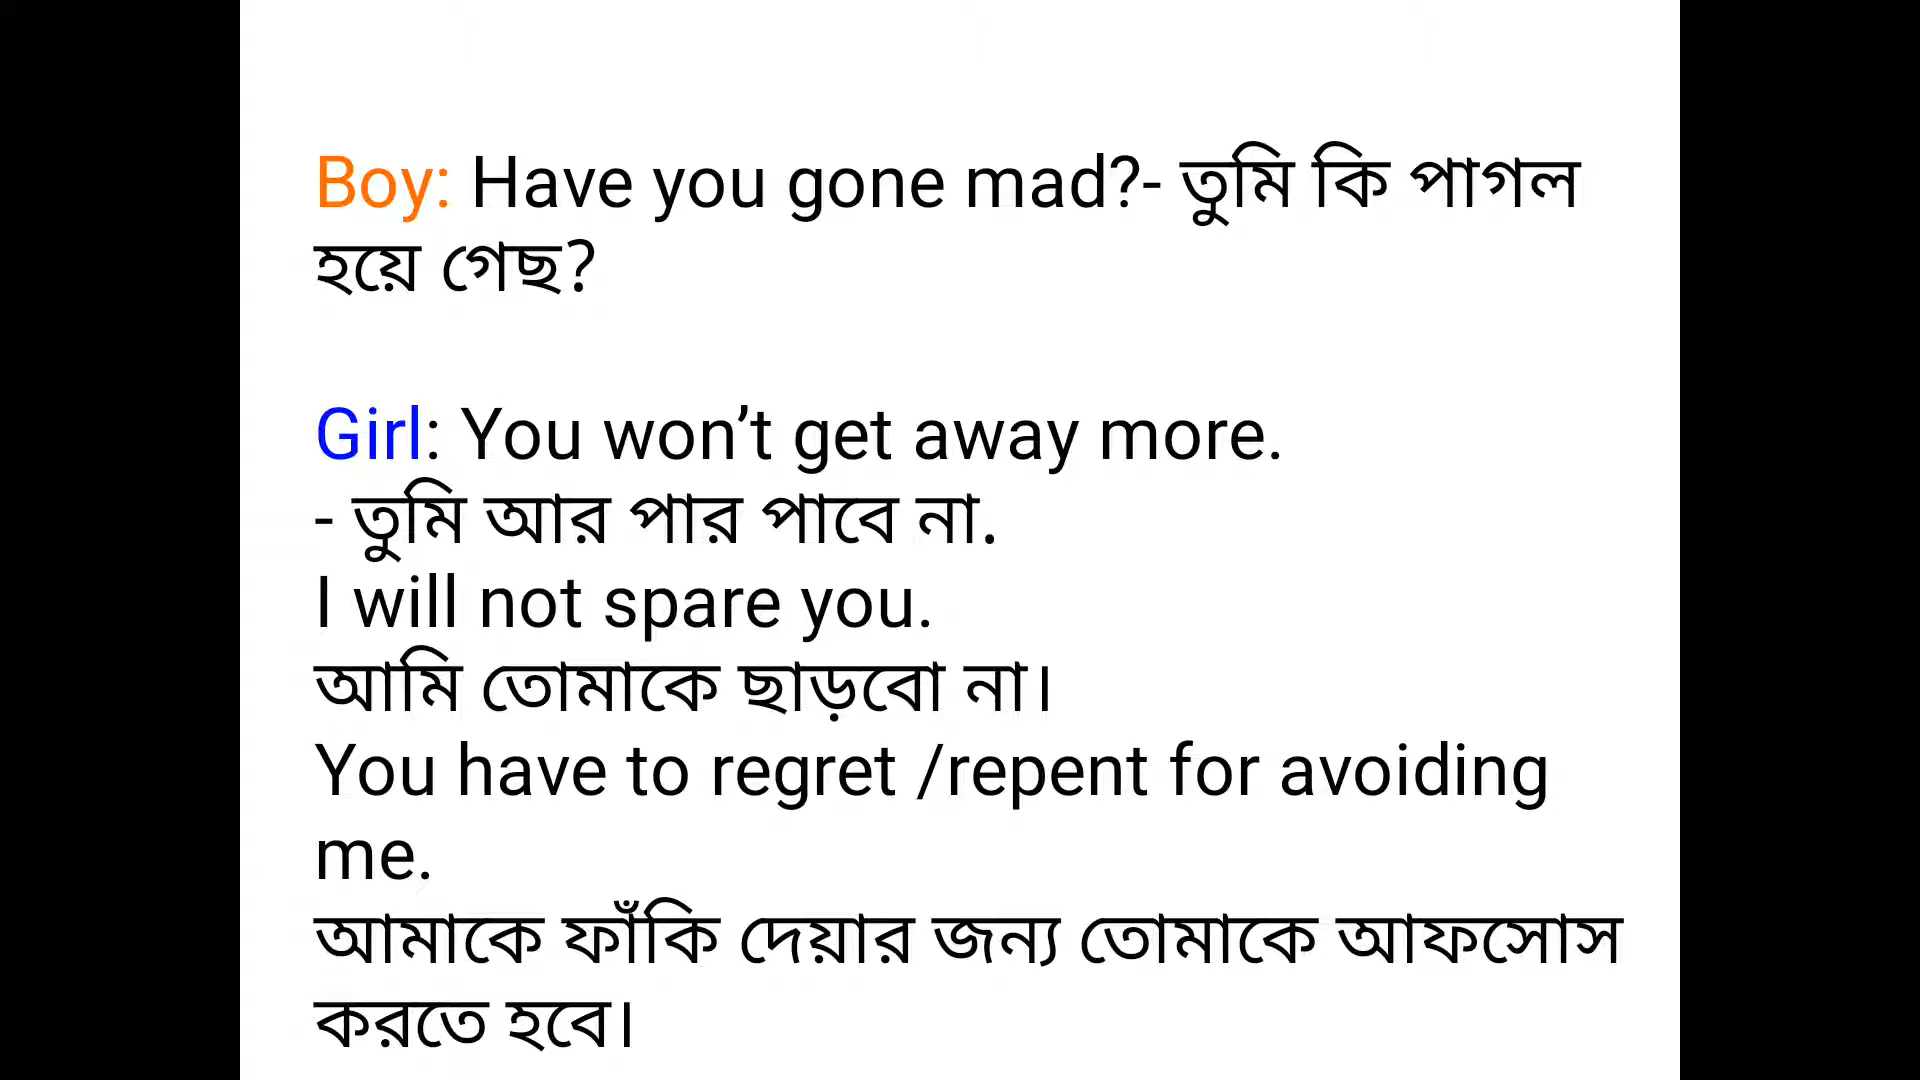 Boy: Have you gone mad?- তুমি কি পাগল
হয়ে গেছ?
Girl: You won’t get away more.
- তুমি আর পার পাবে না.
I will not spare you.
আমি তোমাকে ছাড়বো না।
You have to regret /repent for avoiding
me.
আমাকে ফাঁকি দেয়ার জন্য তোমাকে আফসোস
করতে হবে।